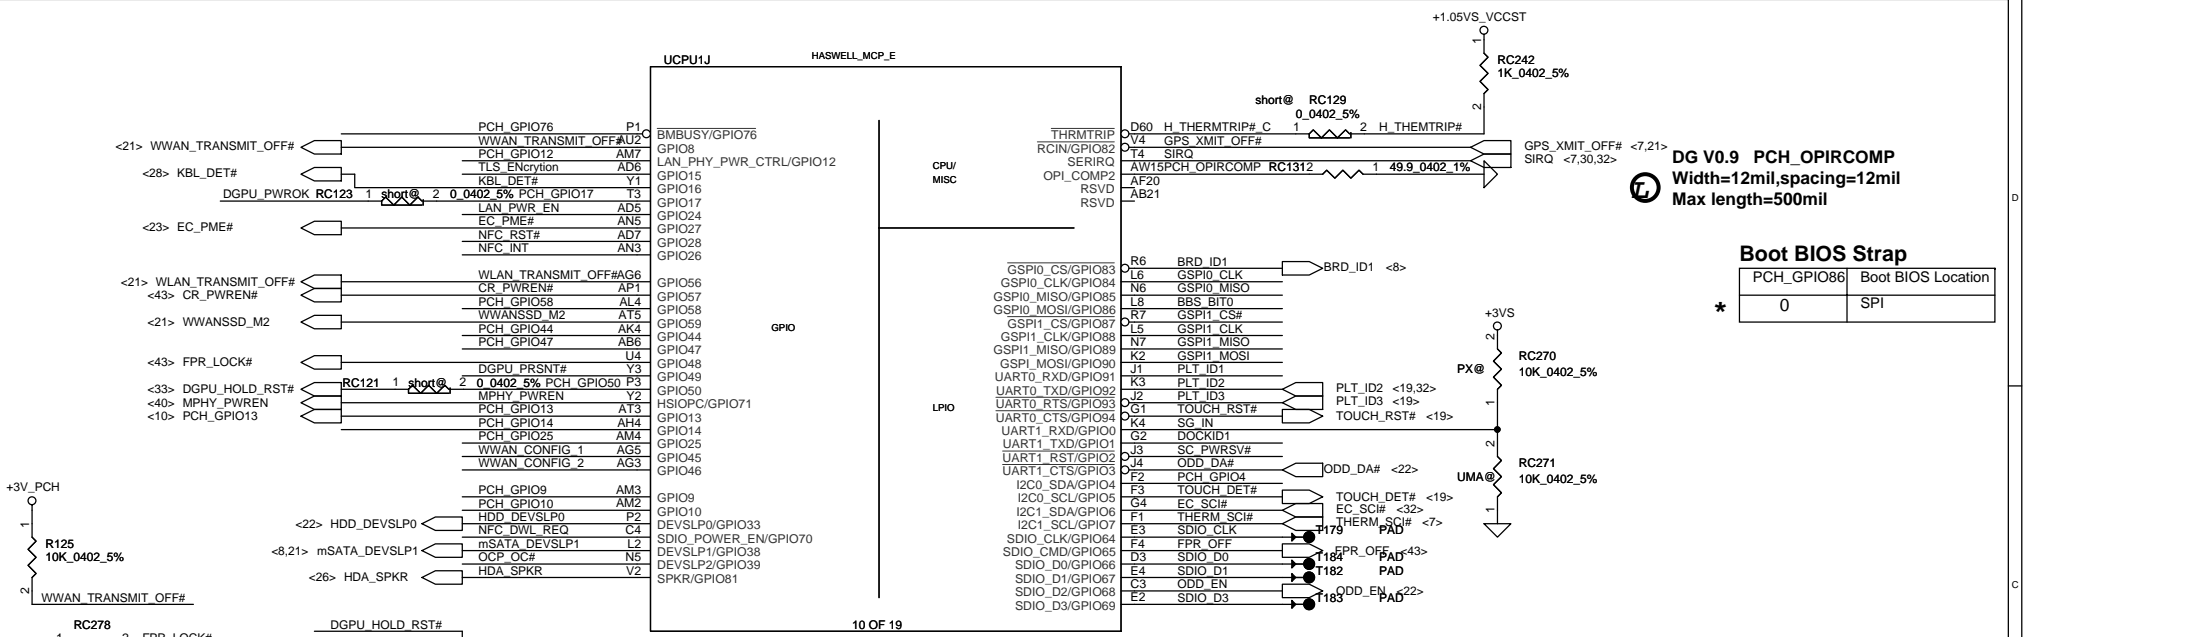 +1.05VS_VCCST
1
RC242
1K_0402_5%
2
UCPU1J
HASWELL_MCP_E
short@ RC129
0_0402_5%
PCH_GPIO76 P1 BMBUSY/GPIO76
<21> WWAN_TRANSMIT_OFF# WWAN_TRANSMIT_OFF# AU2 GPIO8
PCH_GPIO12 AM7 LAN_PHY_PWR_CTRL/GPIO12
TLS_ENcrytion AD6 GPIO15
<28> KBL_DET# KBL_DET# Y1 GPIO16
DGPU_PWROK RC123 1 short@ 2 0_0402_5% PCH_GPIO17 T3 GPIO17
LAN_PWR_EN AD5 GPIO24
<23> EC_PME# EC_PME# AN5 GPIO27
NFC_RST# AD7 GPIO28
NFC_INT AN3 GPIO26
<21> WLAN_TRANSMIT_OFF# WLAN_TRANSMIT_OFF# AG6 GPIO56
<43> CR_PWREN# CR_PWREN# AP1 GPIO57
PCH_GPIO58 AL4 GPIO58
<21> WWANSSD_M2 WWANSSD_M2 AT5 GPIO59
PCH_GPIO44 AK4 GPIO44
PCH_GPIO47 AB6 GPIO47
<43> FPR_LOCK# U4 GPIO48
DGPU_PRSNT# Y3 GPIO49
<33> DGPU_HOLD_RST# RC121 1 short@ 2 0_0402_5% PCH_GPIO50 P3 GPIO50
<40> MPHY_PWREN MPHY_PWREN Y2 HSIOPC/GPIO71
<10> PCH_GPIO13 PCH_GPIO13 AT3 GPIO13
PCH_GPIO14 AH4 GPIO14
PCH_GPIO25 AM4 GPIO25
WWAN_CONFIG_1 AG5 GPIO45
WWAN_CONFIG_2 AG3 GPIO46
PCH_GPIO9 AM3 GPIO9
PCH_GPIO10 AM2 GPIO10
<22> HDD_DEVSLP0 HDD_DEVSLP0 P2 DEVSLP0/GPIO33
NFC_DWL_REQ C4 SDIO_POWER_EN/GPIO70
<8,21> mSATA_DEVSLP1 mSATA_DEVSLP1 L2 DEVSLP1/GPIO38
OCP_OC# N5 DEVSLP2/GPIO39
<26> HDA_SPKR HDA_SPKR V2 SPKR/GPIO81
CPU/
MISC
GPIO
LPIO
10 OF 19
THRMTRIP D60 H_THERMTRIP#_C 1 2 H_THEMTRIP#
RCIN/GPIO82 V4 GPS_XMIT_OFF# GPS_XMIT_OFF# <7,21>
SERIRQ T4 SIRQ SIRQ <7,30,32>
OPI_COMP2 AW15 PCH_OPIRCOMP RC131 2 1 49.9_0402_1%
RSVD AF20
RSVD AB21
GSPI0_CS/GPIO83 R6 BRD_ID1 BRD_ID1 <8>
GSPI0_CLK/GPIO84 L6 GSPI0_CLK
GSPI0_MISO/GPIO85 N6 GSPI0_MISO
GSPI0_MOSI/GPIO86 L8 BBS_BIT0
GSPI1_CS/GPIO87 R7 GSPI1_CS#
GSPI1_CLK/GPIO88 L5 GSPI1_CLK
GSPI1_MISO/GPIO89 N7 GSPI1_MISO
GSPI_MOSI/GPIO90 K2 GSPI1_MOSI
UART0_RXD/GPIO91 J1 PLT_ID1
UART0_TXD/GPIO92 K3 PLT_ID2 PLT_ID2 <19,32>
UART0_RTS/GPIO93 J2 PLT_ID3 PLT_ID3 <19>
UART0_CTS/GPIO94 G1 TOUCH_RST# TOUCH_RST# <19>
UART1_RXD/GPIO0 K4 SG_IN
UART1_TXD/GPIO1 G2 DOCKID1
UART1_RST/GPIO2 J3 SC_PWRSV#
UART1_CTS/GPIO3 J4 ODD_DA# ODD_DA# <22>
I2C0_SDA/GPIO4 F2 PCH_GPIO4
I2C0_SCL/GPIO5 F3 TOUCH_DET# TOUCH_DET# <19>
I2C1_SDA/GPIO6 G4 EC_SCI# EC_SCI# <32>
I2C1_SCL/GPIO7 F1 THERM_SCI# THERM_SCI# <7>
SDIO_CLK/GPIO64 E3 SDIO_CLK T179 PAD
SDIO_CMD/GPIO65 F4 FPR_OFF FPR_OFF <43>
SDIO_D0/GPIO66 D3 SDIO_D0 T184 PAD
SDIO_D1/GPIO67 E4 SDIO_D1 T182 PAD
SDIO_D2/GPIO68 C3 ODD_EN ODD_EN <22>
SDIO_D3/GPIO69 E2 SDIO_D3 T183 PAD
DG V0.9 PCH_OPIRCOMP
Width=12mil,spacing=12mil
Max length=500mil
L
Boot BIOS Strap
PCH_GPIO86 Boot BIOS Location
* 0 SPI
+3VS
2
RC270
PX@ 10K_0402_5%
1
2
RC271
UMA@ 10K_0402_5%
1
+3V_PCH
1
R125
10K_0402_5%
2
WWAN_TRANSMIT_OFF#
RC278
1 2 FPR_LOCK#
DGPU_HOLD_RST#
D
C